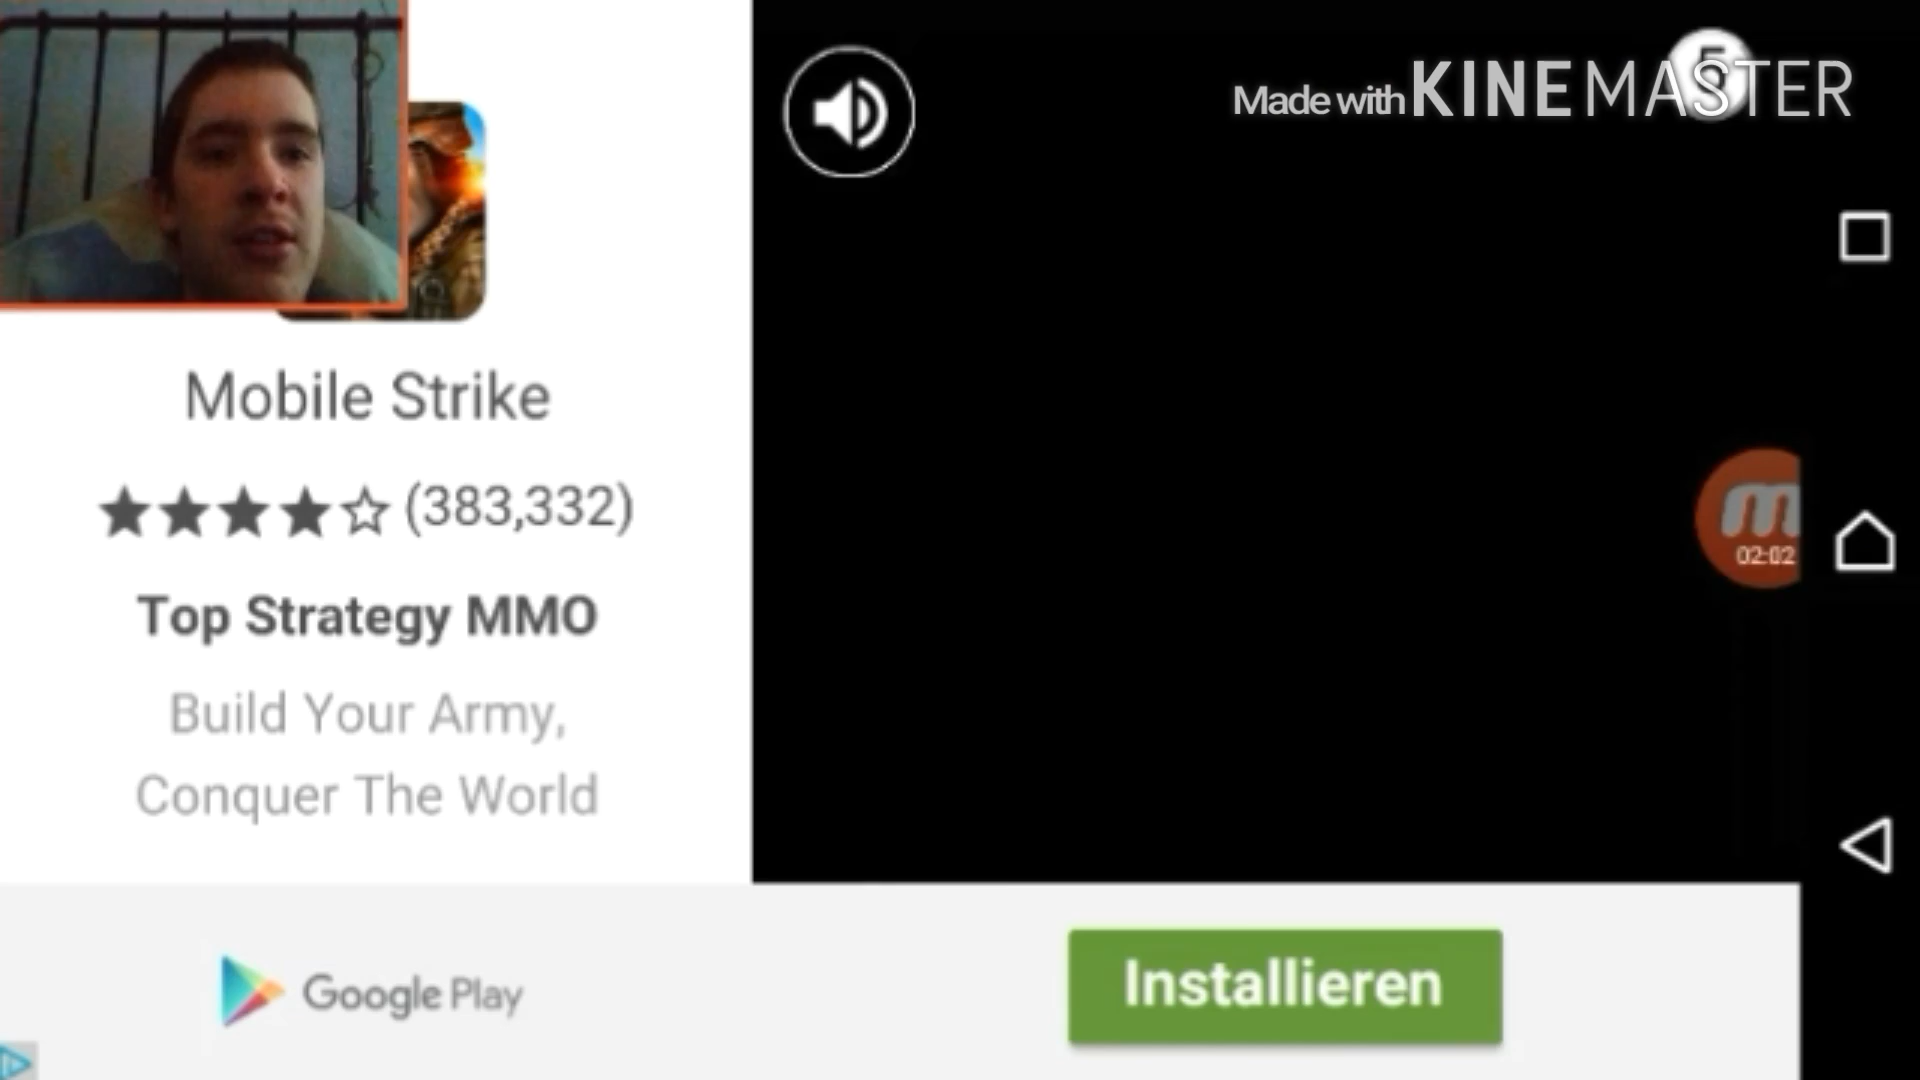 Made with KINEMASTER
5
Mobile Strike
(383,332)
02:02
Top Strategy MMO
Build Your Army,
Conquer The World
Google Play
Installieren